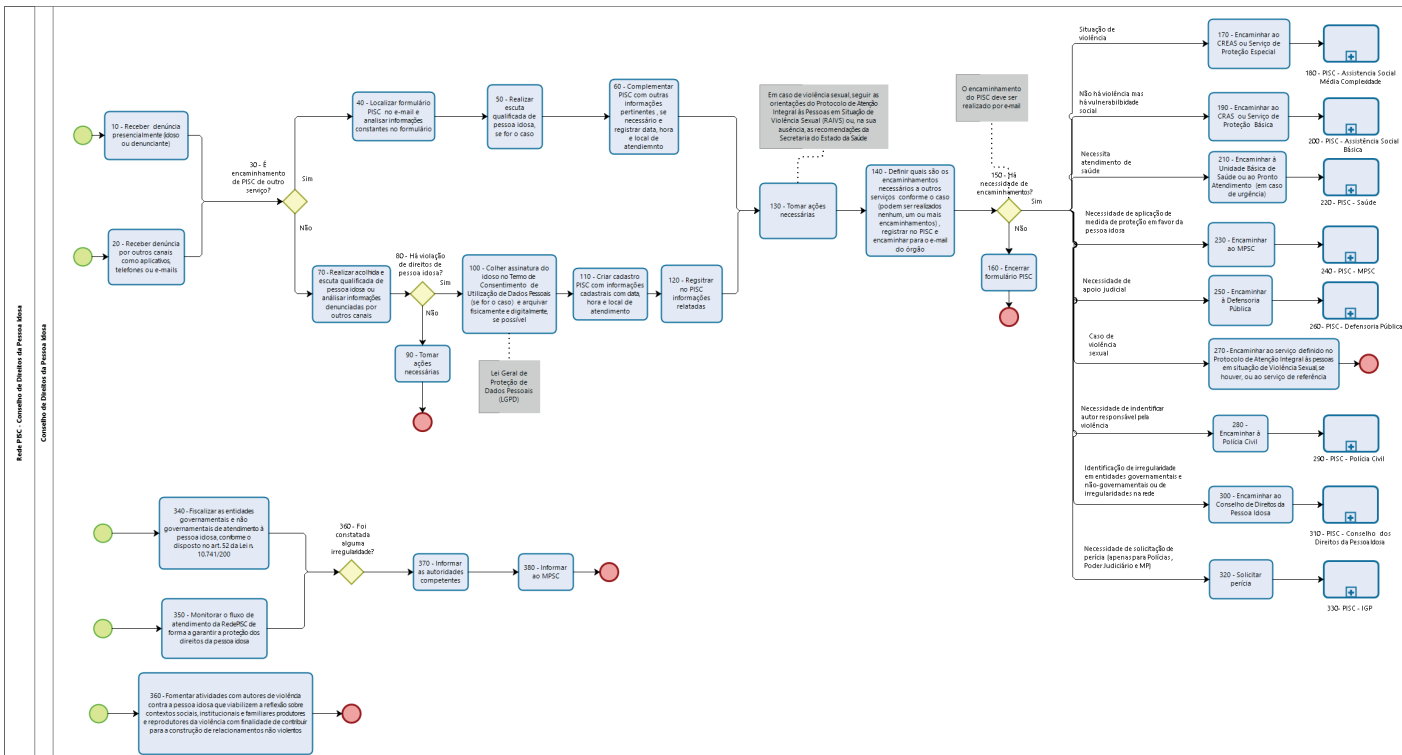 Rede PISC - Conselho de Direitos da Pessoa Idosa
Conselho de Direitos da Pessoa Idosa
10 - Receber denúncia
presencialmente (idoso
ou denunciante)
20 - Receber denúncia
por outros canais
como aplicativos,
telefones ou e-mails
30 - É
encaminhamento
de PISC de outro
serviço?
Sim
Não
40 - Localizar formulário
PISC no e-mail e
analisar informações
constantes no formulário
50 - Realizar
escuta
qualificada de
pessoa idosa,
se for o caso
60 - Complementar
PISC com outras
informações
pertinentes , se
necessário e
registrar data, hora
e local de
atendiemnto
70 - Realizar acolhida e
escuta qualificada de
pessoa idosa ou
análisar informações
denunciadas por
outros canais
80 - Há violação
de direitos de
pessoa idosa?
Sim
Não
90 - Tomar
ações
necessárias
100 - Colher assinatura do
idoso no Termo de
Consentimento de
Utilização de Dados Pessoais
(se for o caso) e arquivar
fisicamente e digitalmente,
se possível
Lei Geral de
Proteção de
Dados Pessoais
(LGPD)
110 - Criar cadastro
PISC com informações
cadastrais com data,
hora e local de
atendimento
120 - Regsitrar
no PISC
informações
relatadas
Em caso de violência sexual, seguir as
orientações do Protocolo de Atenção
Integral às Pessoas em Situação de
Violência Sexual (RAIVS) ou, na sua
ausência, as recomendações da
Secretaria do Estado da Saúde
130 - Tomar ações
necessárias
140 - Definir quais são os
encaminhamentos
necessários a outros
serviços conforme o caso
(podem ser realizados
nenhum, um ou mais
encaminhamentos) ,
registrar no PISC e
encaminhar para o e-mail
do órgão
O encaminhamento
do PISC deve ser
realizado por e-mail
150 - Há
necessidade de
encaminhamentos?
Sim
Não
160 - Encerrar
formulário PISC
Situação de
violência
170 - Encaminhar ao
CREAS ou Serviço de
Proteção Especial
180 - PISC - Assistencia Social
Média Complexidade
Não há violência mas
há vulnerabilbidade
social
190 - Encaminhar ao
CRAS ou Serviço de
Proteção Básica
200 - PISC - Assistência Social
Básica
Necessita
atendimento de
saúde
210 - Encaminhar à
Unidade Básica de
Saúde ou ao Pronto
Atendimento (em caso
de urgência)
220 - PISC - Saúde
Necessidade de aplicação de
medida de proteção em favor da
pessoa idosa
230 - Encaminhar
ao MPSC
240 - PISC - MPSC
Necessidade de
apoio judicial
250 - Encaminhar
à Defensoria
Pública
260 - PISC - Defensoria Pública
Caso de
violência
sexual
270 - Encaminhar ao serviço definido no
Protocolo de Atenção Integral às pessoas
em situação de Violência Sexual, se
houver, ou ao serviço de referência
Necessidade de indentificar
autor responsável pela
violência
280 -
Encaminhar à
Polícia Civil
290 - PISC - Polícia Civil
Identificação de irregularidade
em entidades governamentais e
não-governamentais ou de
irregularidades na rede
300 - Encaminhar ao
Conselho de Direitos da
Pessoa Idosa
310 - PISC - Conselho dos
Direitos da Pessoa Idosa
Necessidade de solicitação de
perícia (apenas para Polícias ,
Poder Judiciário e MP)
320 - Solicitar
perícia
330- PISC - IGP
340 - Fiscalizar as entidades
governamentais e não
governamentais de atendimento à
pessoa idosa, conforme o
disposto no art. 52 da Lei n.
10.741/200
350 - Monitorar o fluxo de
atendimento da RedePISC de
forma a garantir a proteção dos
direitos da pessoa idosa
360 - Foi
constatada
alguma
irregularidade?
370 - Informar
as autoridades
competentes
380 - Informar
ao MPSC
360 - Fomentar atividades com autores de violência
contra a pessoa idosa que viabilizem a reflexão sobre
contextos sociais, institucionais e familiares produtores
e reprodutores da violência com finalidade de contribuir
para a construção de relacionamentos não violentos